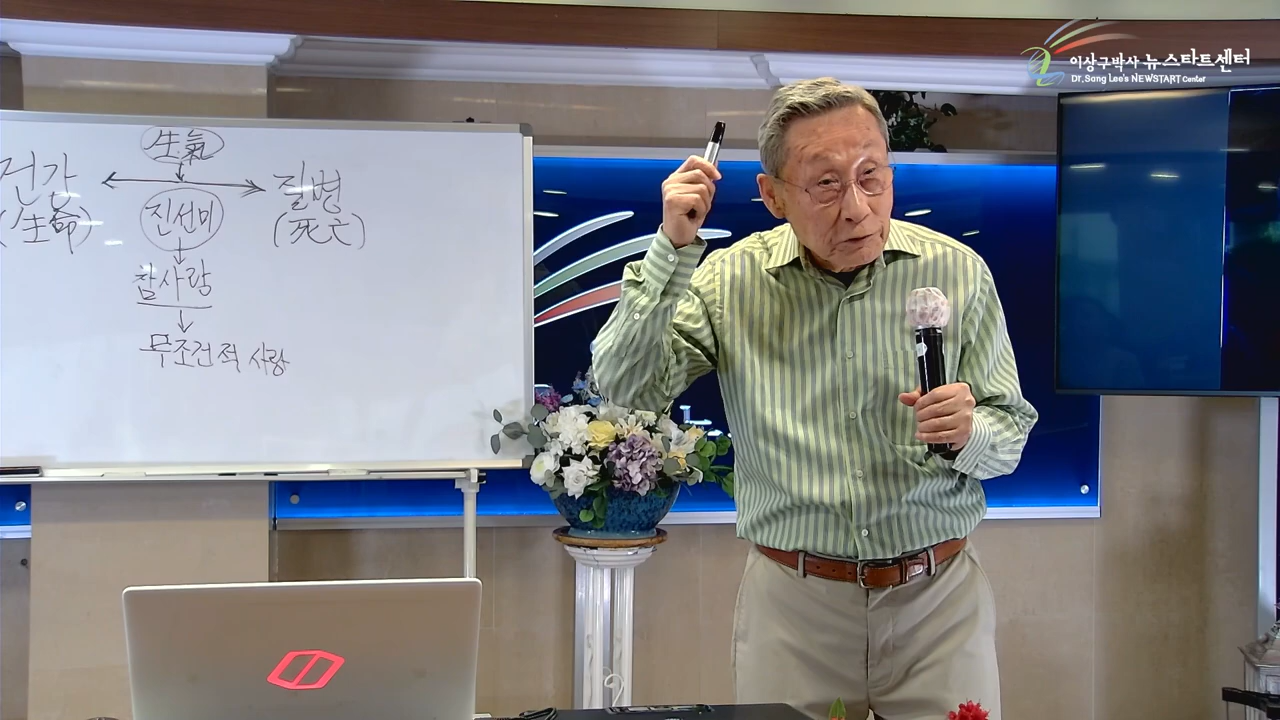 이상구박사 뉴스타트센터
Dr. Sang Lee's NEWSTART Center
生氣
건강
질병
(生命)
진선미
(死亡)
참사랑
무조건적 사랑